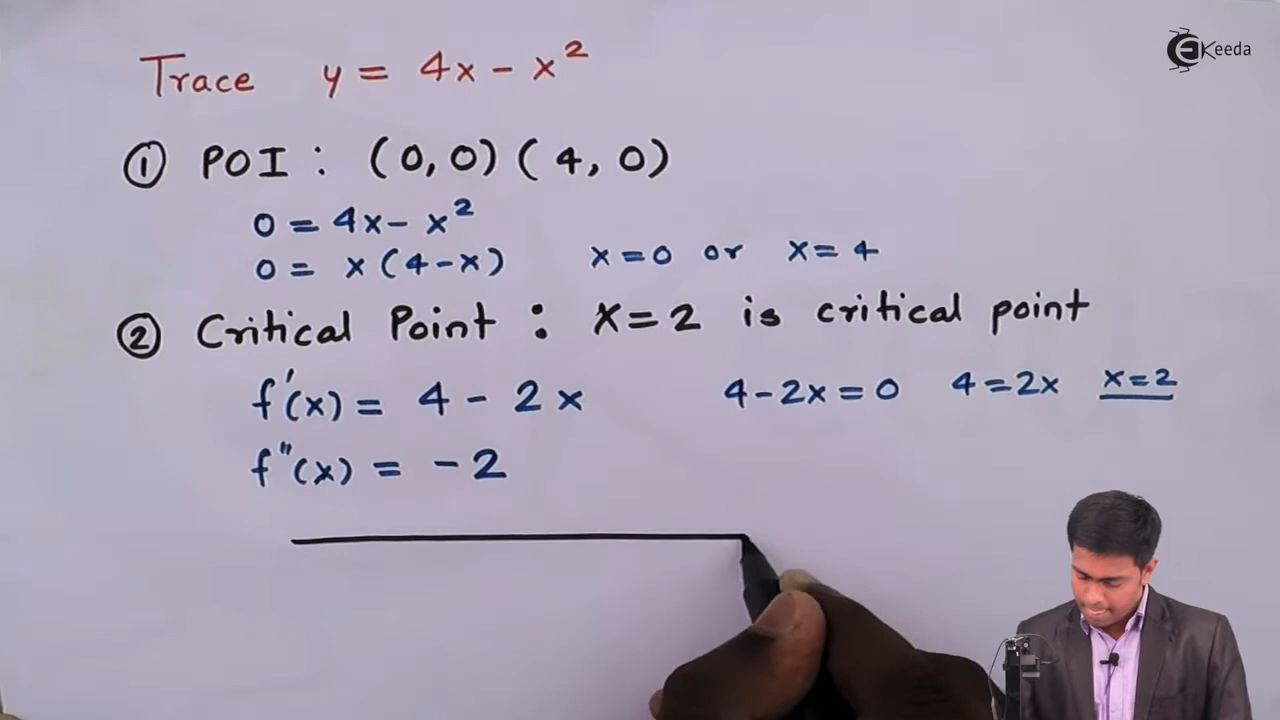 Trace y = 4x - x²
Ekeeda
① POI : (0,0) (4,0)
0 = 4x - x²
0 = x(4-x) x=0 or x=4
② Critical Point : x=2 is critical point
f'(x) = 4 - 2x 4-2x=0 4=2x x=2
f"(x) = -2